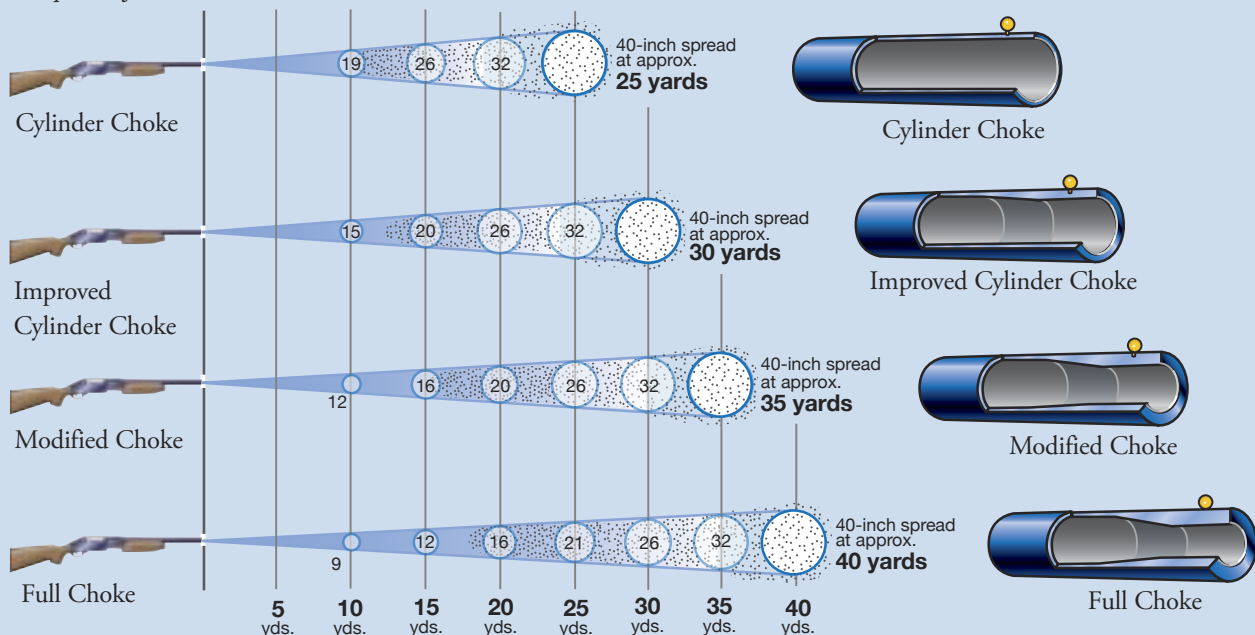 19 26 32
40-inch spread
at approx.
25 yards
Cylinder Choke
Cylinder Choke
15 20 26 32
40-inch spread
at approx.
30 yards
Improved
Cylinder Choke
Improved Cylinder Choke
12 16 20 26 32
40-inch spread
at approx.
35 yards
Modified Choke
Modified Choke
9 12 16 21 26 32
40-inch spread
at approx.
40 yards
Full Choke
Full Choke
5 10 15 20 25 30 35 40
yds. yds. yds. yds. yds. yds. yds. yds.